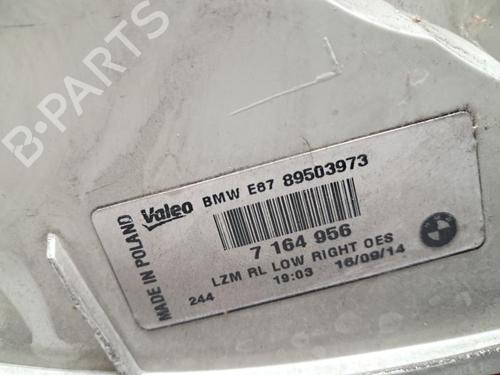 B-PARTS
MADE IN POLAND
Valeo BMW E67 89503973
7 164 956
LZM RL LOW RIGHT OES
244 19:03 16/09/14